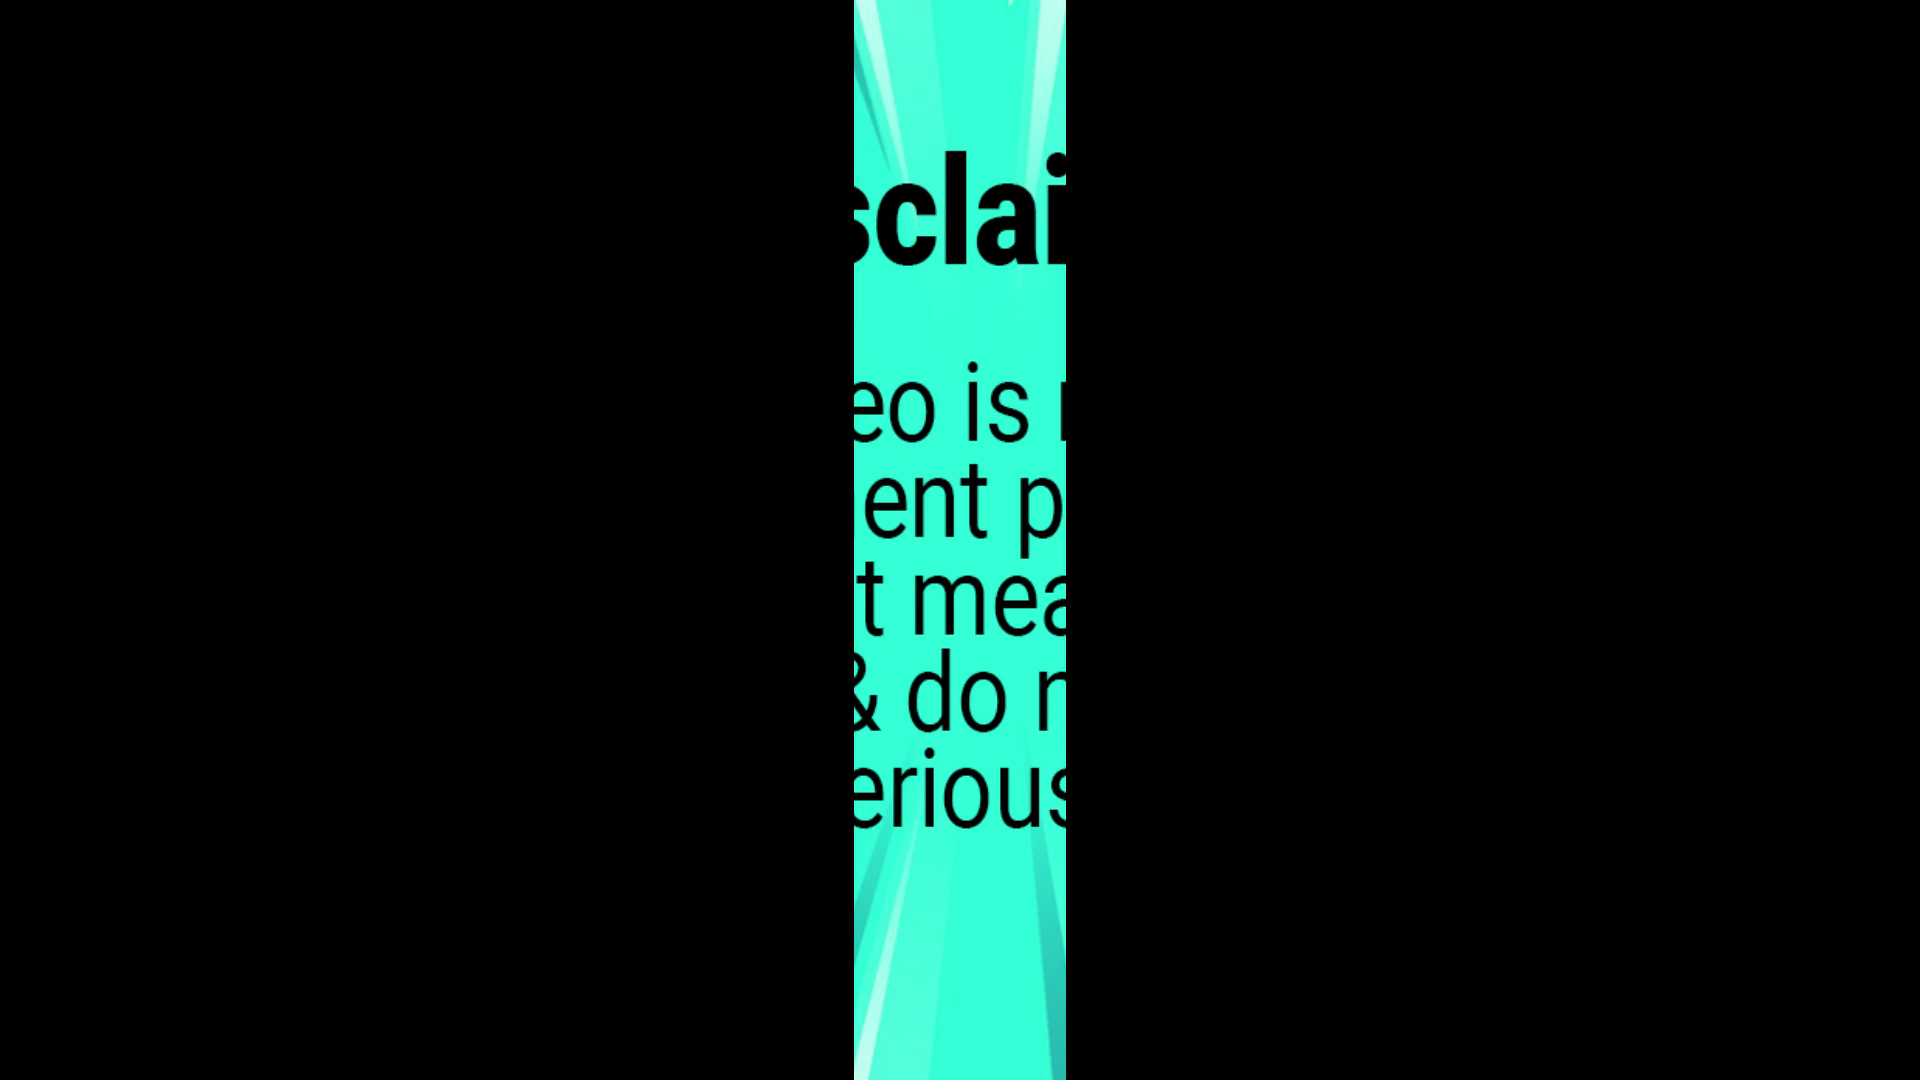 sclai
eo is
ent p
t mea
& do
erious